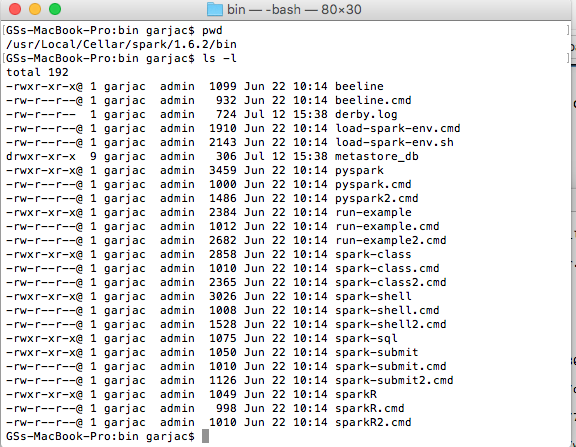 bin — -bash — 80×30
[GSs-MacBook-Pro:bin garjac$ pwd
/usr/Local/Cellar/spark/1.6.2/bin
[GSs-MacBook-Pro:bin garjac$ ls -l
total 192
-rwxr-xr-x@ 1 garjac  admin  1099 Jun 22 10:14 beeline
-rw-r--r--@ 1 garjac  admin   932 Jun 22 10:14 beeline.cmd
-rw-r--r--  1 garjac  admin   724 Jul 12 15:38 derby.log
-rw-r--r--@ 1 garjac  admin  1910 Jun 22 10:14 load-spark-env.cmd
-rw-r--r--@ 1 garjac  admin  2143 Jun 22 10:14 load-spark-env.sh
drwxr-xr-x  9 garjac  admin   306 Jul 12 15:38 metastore_db
-rwxr-xr-x@ 1 garjac  admin  3459 Jun 22 10:14 pyspark
-rw-r--r--@ 1 garjac  admin  1000 Jun 22 10:14 pyspark.cmd
-rw-r--r--@ 1 garjac  admin  1486 Jun 22 10:14 pyspark2.cmd
-rwxr-xr-x@ 1 garjac  admin  2384 Jun 22 10:14 run-example
-rw-r--r--@ 1 garjac  admin  1012 Jun 22 10:14 run-example.cmd
-rw-r--r--@ 1 garjac  admin  2682 Jun 22 10:14 run-example2.cmd
-rwxr-xr-x@ 1 garjac  admin  2858 Jun 22 10:14 spark-class
-rw-r--r--@ 1 garjac  admin  1010 Jun 22 10:14 spark-class.cmd
-rw-r--r--@ 1 garjac  admin  2365 Jun 22 10:14 spark-class2.cmd
-rwxr-xr-x@ 1 garjac  admin  3026 Jun 22 10:14 spark-shell
-rw-r--r--@ 1 garjac  admin  1008 Jun 22 10:14 spark-shell.cmd
-rw-r--r--@ 1 garjac  admin  1528 Jun 22 10:14 spark-shell2.cmd
-rwxr-xr-x@ 1 garjac  admin  1075 Jun 22 10:14 spark-sql
-rwxr-xr-x@ 1 garjac  admin  1050 Jun 22 10:14 spark-submit
-rw-r--r--@ 1 garjac  admin  1010 Jun 22 10:14 spark-submit.cmd
-rw-r--r--@ 1 garjac  admin  1126 Jun 22 10:14 spark-submit2.cmd
-rwxr-xr-x@ 1 garjac  admin  1049 Jun 22 10:14 sparkR
-rw-r--r--@ 1 garjac  admin   998 Jun 22 10:14 sparkR.cmd
-rw-r--r--@ 1 garjac  admin  1010 Jun 22 10:14 sparkR2.cmd
GSs-MacBook-Pro:bin garjac$